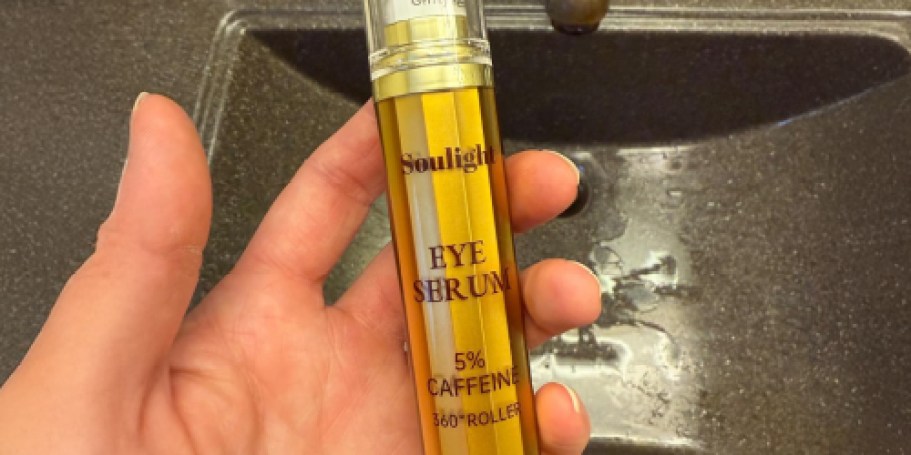 Soulight
EYE
SERUM
5%
CAFFEINE
360°ROLLER